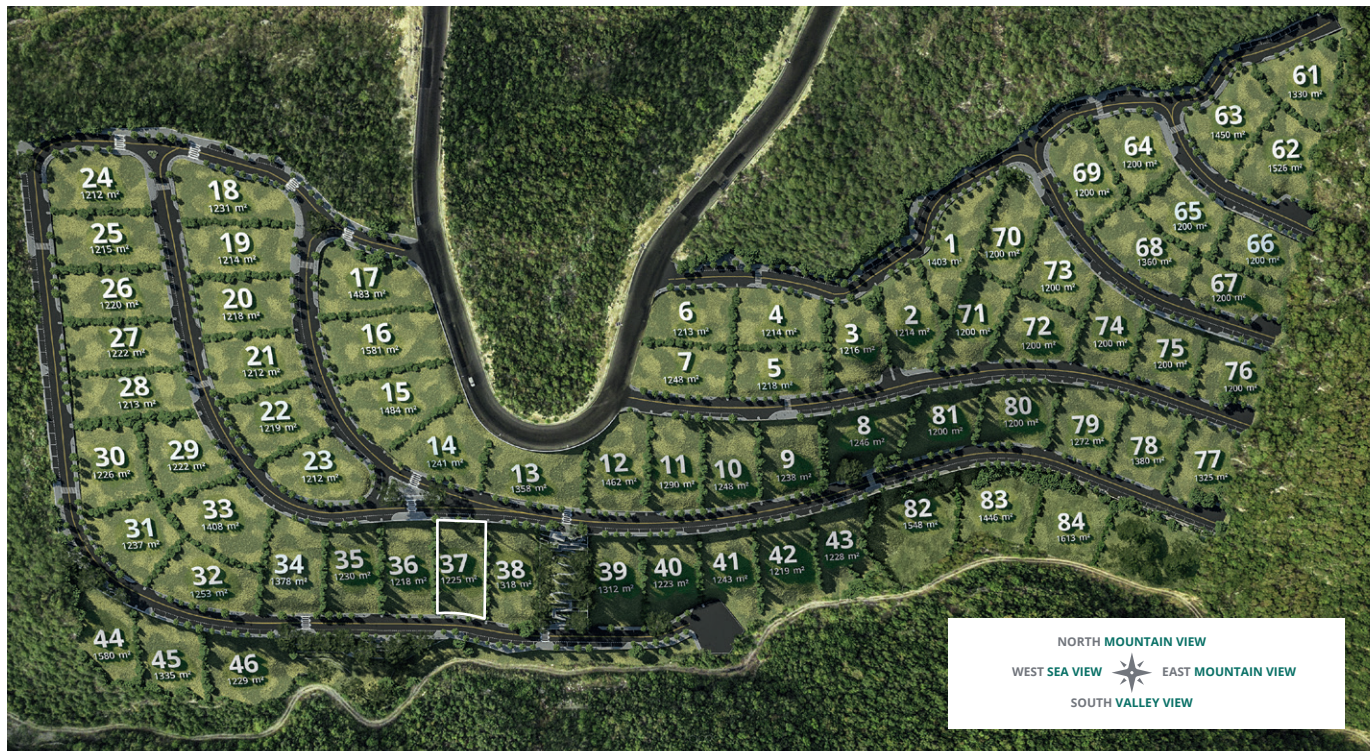 61
1330 m²
63
1450 m²
62
1526 m²
64
1200 m²
69
1200 m²
65
1200 m²
66
1200 m²
68
1360 m²
67
1200 m²
24
1212 m²
18
1231 m²
25
1215 m²
19
1214 m²
17
1483 m²
1
1403 m²
70
1200 m²
73
1200 m²
26
1220 m²
20
1218 m²
6
1213 m²
4
1214 m²
3
1216 m²
2
1214 m²
71
1200 m²
72
1200 m²
74
1200 m²
75
1200 m²
76
1200 m²
27
1222 m²
21
1212 m²
16
1581 m²
7
1248 m²
5
1218 m²
28
1213 m²
22
1219 m²
15
1484 m²
8
1246 m²
81
1200 m²
80
1200 m²
79
1272 m²
78
380 m²
77
1325 m²
30
1226 m²
29
1222 m²
23
1212 m²
14
1241 m²
13
1358 m²
12
1462 m²
11
1290 m²
10
1248 m²
9
1238 m²
31
1237 m²
33
1408 m²
82
1548 m²
83
1446 m²
84
1613 m²
32
1253 m²
34
1378 m²
35
1230 m²
36
1218 m²
37
1225 m²
38
318 m²
39
1312 m²
40
1223 m²
41
1243 m²
42
1219 m²
43
1228 m²
44
1580 m²
45
1335 m²
46
1229 m²
NORTH MOUNTAIN VIEW
WEST SEA VIEW EAST MOUNTAIN VIEW
SOUTH VALLEY VIEW